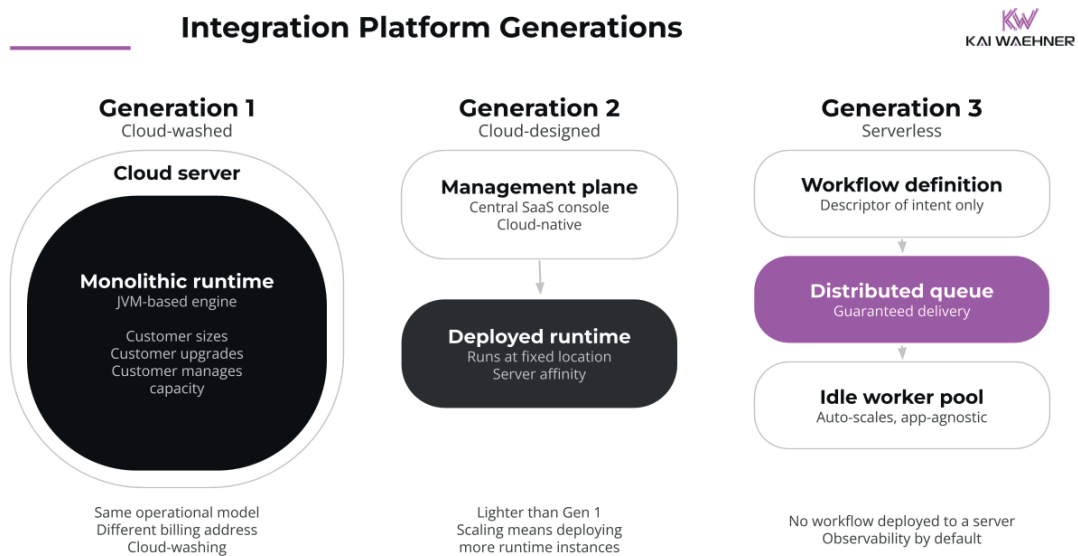 Integration Platform Generations
KW
KAI WAEHNER
Generation 1
Cloud-washed
Cloud server
Monolithic runtime
JVM-based engine
Customer sizes
Customer upgrades
Customer manages
capacity
Same operational model
Different billing address
Cloud-washing
Generation 2
Cloud-designed
Management plane
Central SaaS console
Cloud-native
Deployed runtime
Runs at fixed location
Server affinity
Lighter than Gen 1
Scaling means deploying
more runtime instances
Generation 3
Serverless
Workflow definition
Descriptor of intent only
Distributed queue
Guaranteed delivery
Idle worker pool
Auto-scales, app-agnostic
No workflow deployed to a server
Observability by default